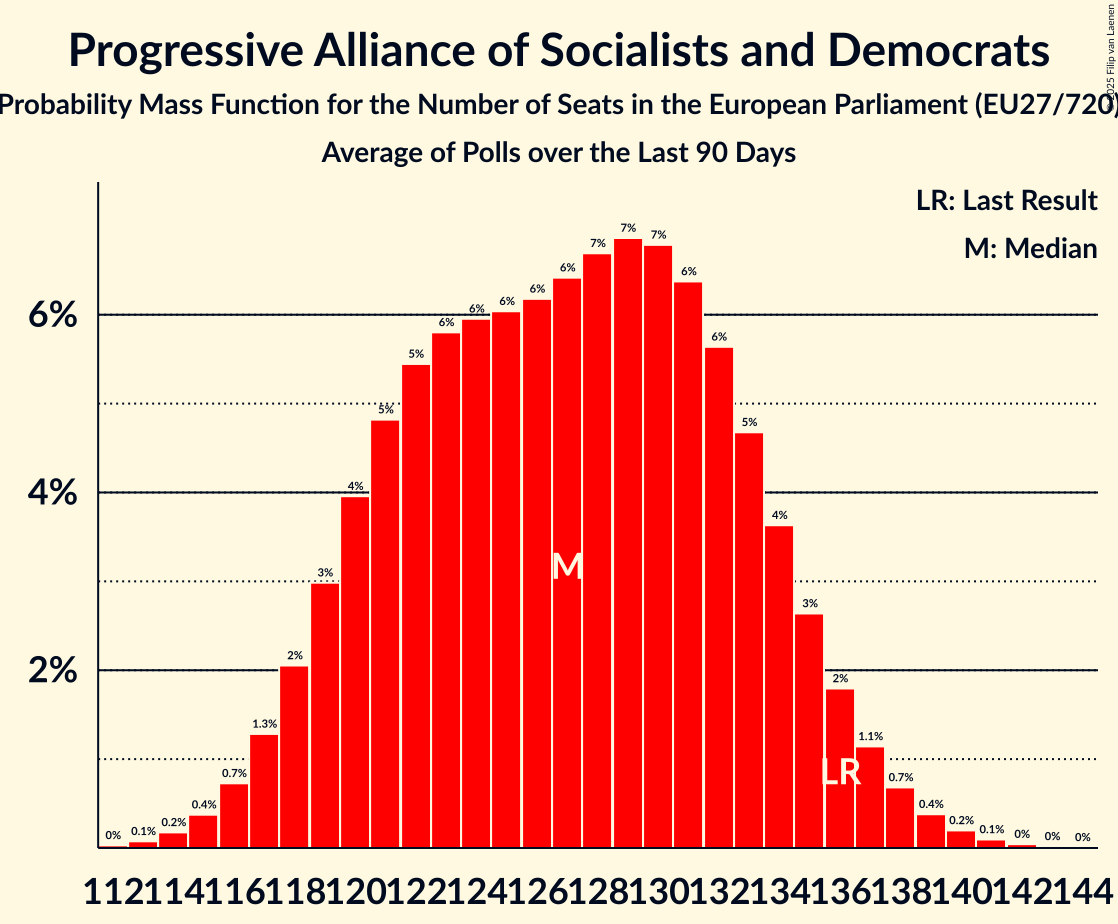 Progressive Alliance of Socialists and Democrats
Probability Mass Function for the Number of Seats in the European Parliament (EU27/720)
Average of Polls over the Last 90 Days
© 2025 Filip van Laenen
LR: Last Result
M: Median
6%
4%
2%
0% 0.1% 0.2% 0.4% 0.7% 1.3% 2% 3% 4% 5% 5% 6% 6% 6% 6% 6% 7% 7% 7% 6% 6% 5% 4% 3% 2% 1.1% 0.7% 0.4% 0.2% 0.1% 0% 0% 0%
M
LR
112 114 116 118 120 122 124 126 128 130 132 134 136 138 140 142 144